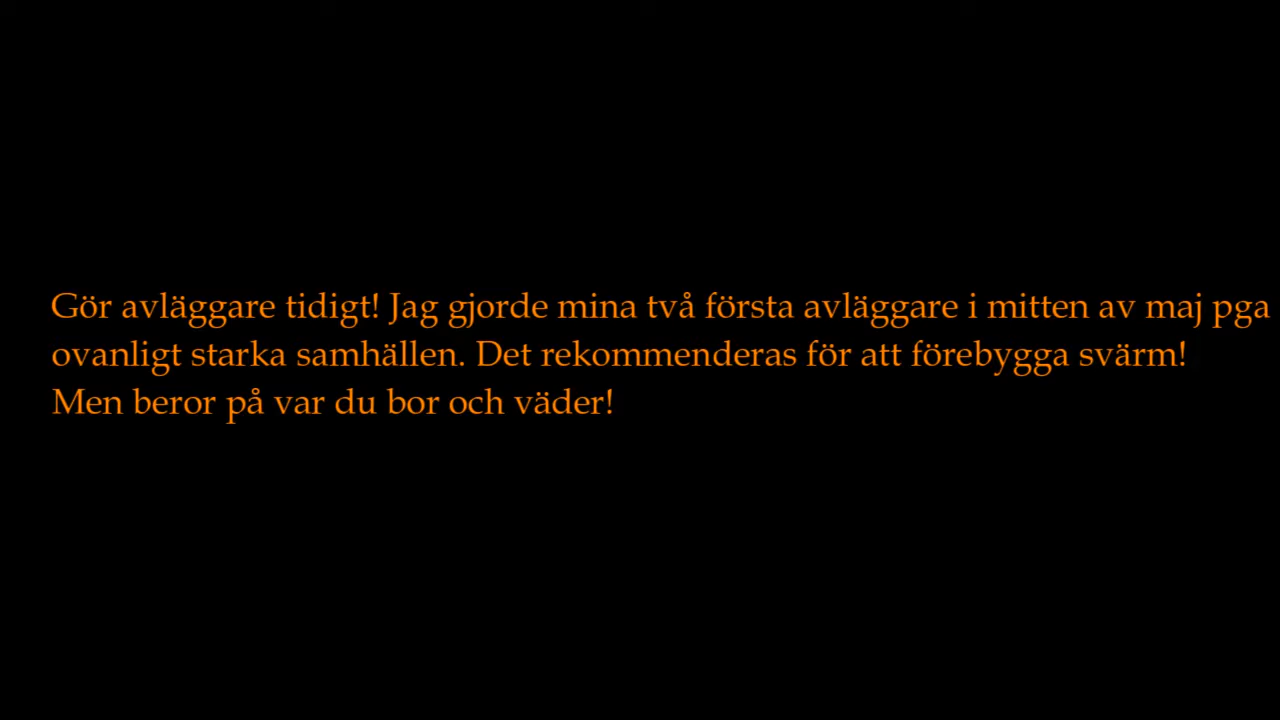 Gör avläggare tidigt! Jag gjorde mina två första avläggare i mitten av maj pga
ovanligt starka samhällen. Det rekommenderas för att förebygga svärm!
Men beror på var du bor och väder!